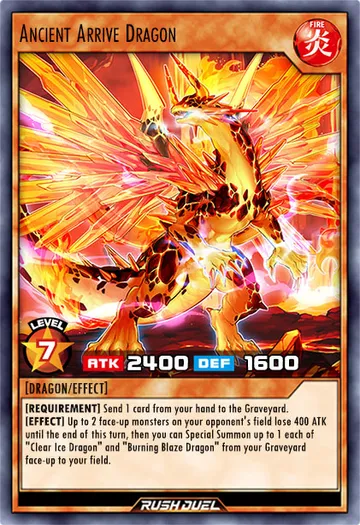 ANCIENT ARRIVE DRAGON
FIRE
炎
LEVEL
7
ATK 2400 DEF 1600
[DRAGON/EFFECT]
[REQUIREMENT] Send 1 card from your hand to the Graveyard.
[EFFECT] Up to 2 face-up monsters on your opponent's field lose 400 ATK
until the end of this turn, then you can Special Summon up to 1 each of
"Clear Ice Dragon" and "Burning Blaze Dragon" from your Graveyard
face-up to your field.
RUSH DUEL